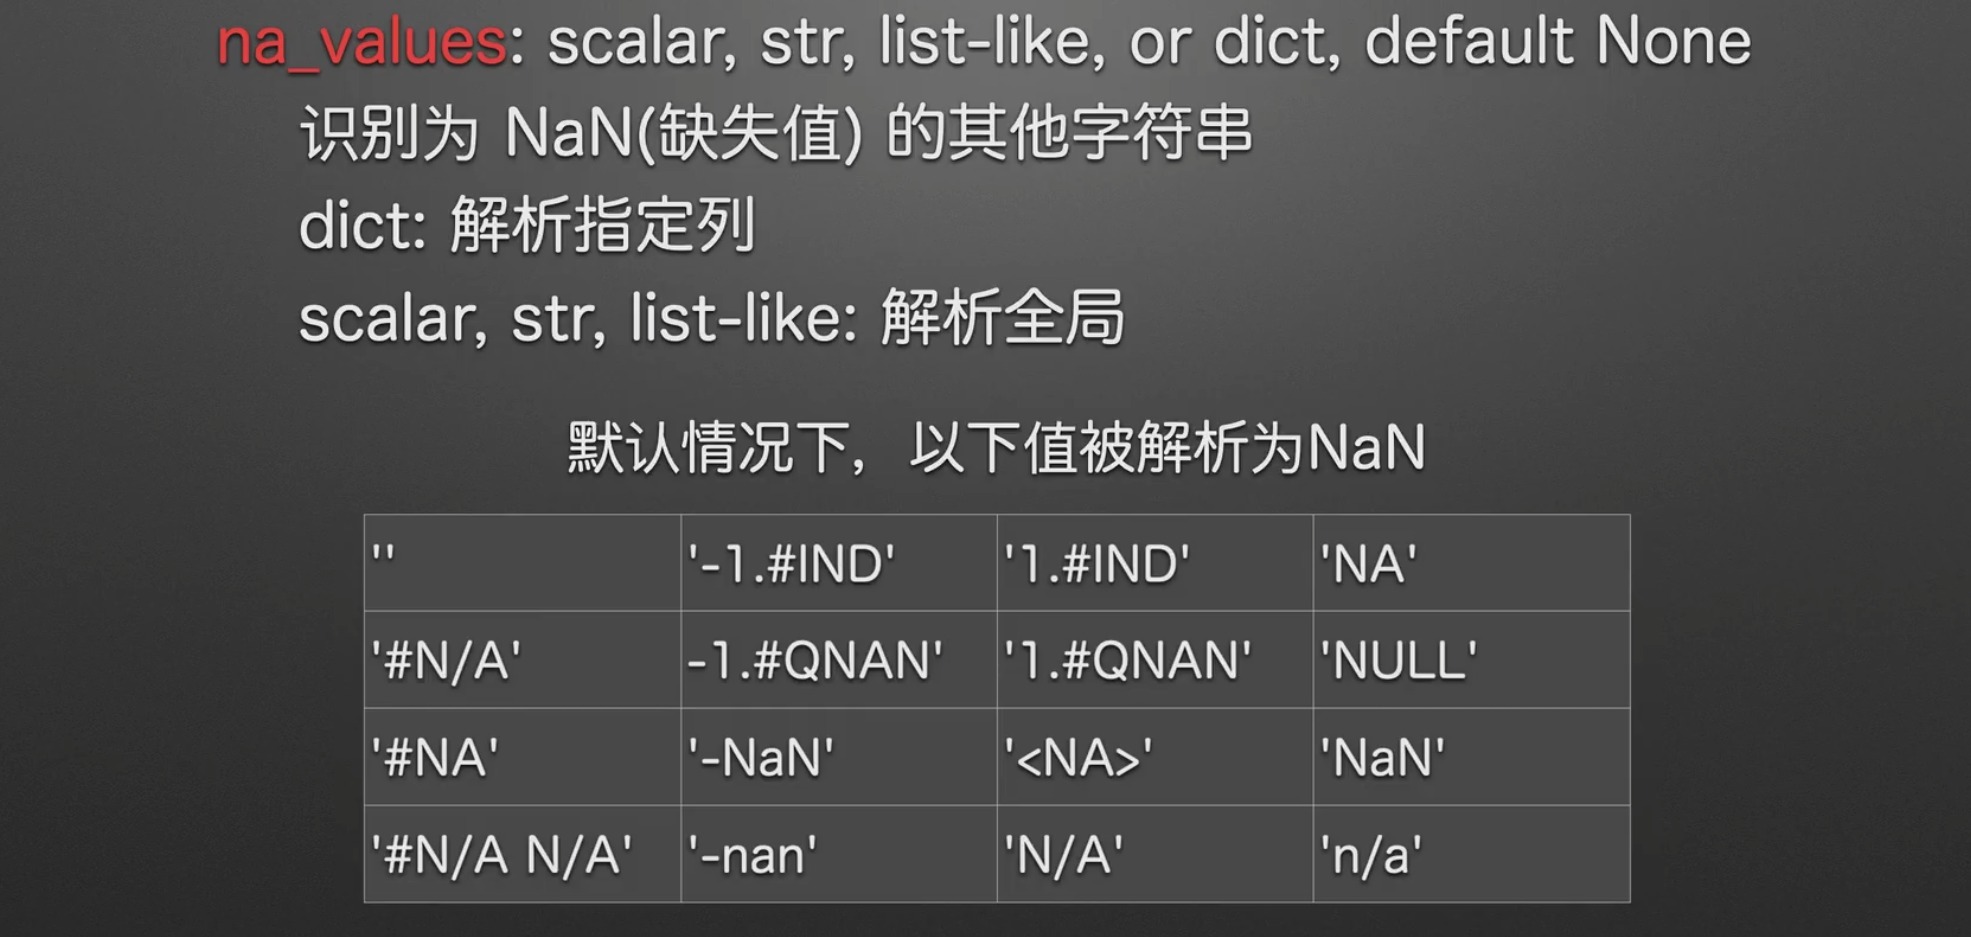 na_values: scalar, str, list-like, or dict, default None
识别为 NaN(缺失值) 的其他字符串
dict: 解析指定列
scalar, str, list-like: 解析全局
默认情况下，以下值被解析为NaN
'' '-1.#IND' '1.#IND' 'NA'
'#N/A' -1.#QNAN' '1.#QNAN' 'NULL'
'#NA' '-NaN' '<NA>' 'NaN'
'#N/A N/A' '-nan' 'N/A' 'n/a'